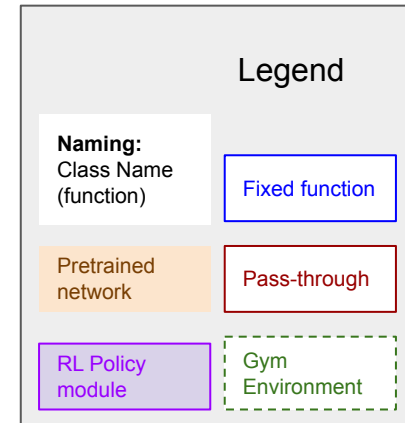 Legend
Naming:
Class Name
(function)
Fixed function
Pretrained
network
Pass-through
RL Policy
module
Gym
Environment